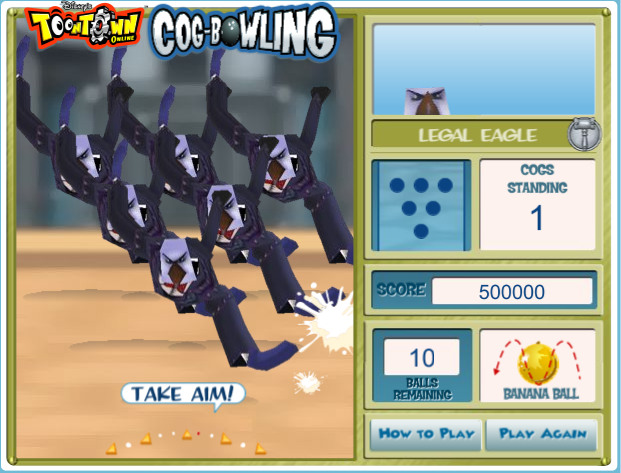 Disney's
TOONTOWN
ONLINE
COG-BOWLING
LEGAL EAGLE
COGS
STANDING
1
SCORE 500000
10
BALLS
REMAINING
BANANA BALL
TAKE AIM!
HOW TO PLAY PLAY AGAIN